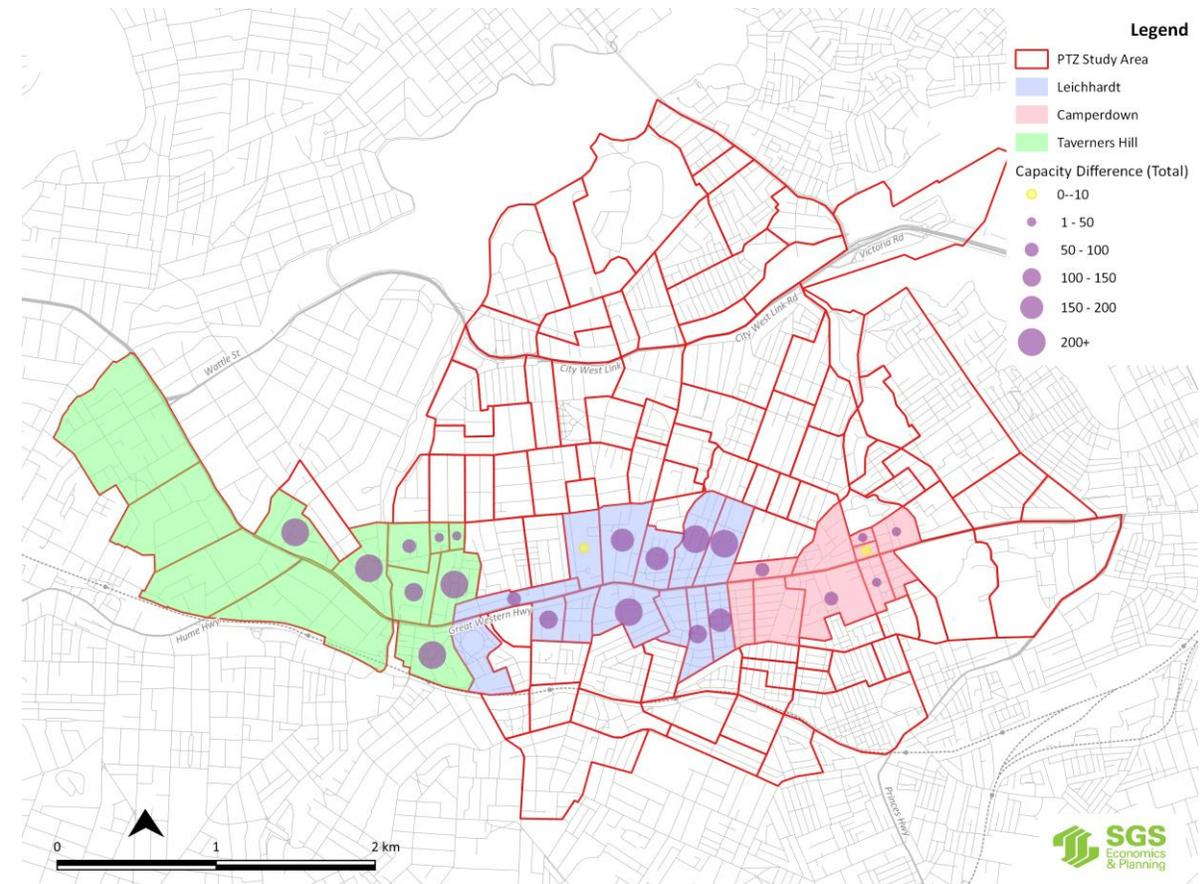 Legend
PTZ Study Area
Leichhardt
Camperdown
Taverners Hill
Capacity Difference (Total)
0--10
1 - 50
50 - 100
100 - 150
150 - 200
200+
Victoria Rd
City West Link Rd
Wattle St
City West Link
Great Western Hwy
Hume Hwy
Princes Hwy
0 1 2 km
SGS
Economics
& Planning